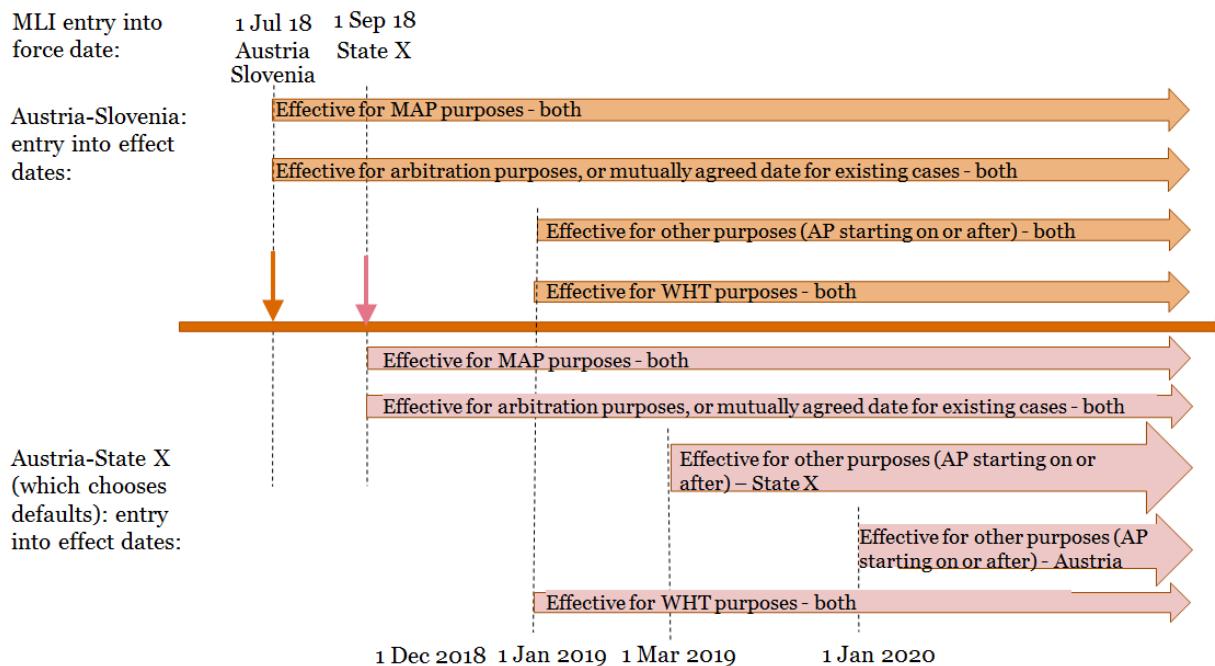 MLI entry into
force date:
1 Jul 18
Austria
Slovenia
1 Sep 18
State X
Austria-Slovenia:
entry into effect
dates:
Effective for MAP purposes - both
Effective for arbitration purposes, or mutually agreed date for existing cases - both
Effective for other purposes (AP starting on or after) - both
Effective for WHT purposes - both
Effective for MAP purposes - both
Effective for arbitration purposes, or mutually agreed date for existing cases - both
Austria-State X
(which chooses
defaults): entry
into effect dates:
Effective for other purposes (AP starting on or
after) – State X
Effective for other purposes (AP
starting on or after) - Austria
Effective for WHT purposes - both
1 Dec 2018
1 Jan 2019
1 Mar 2019
1 Jan 2020